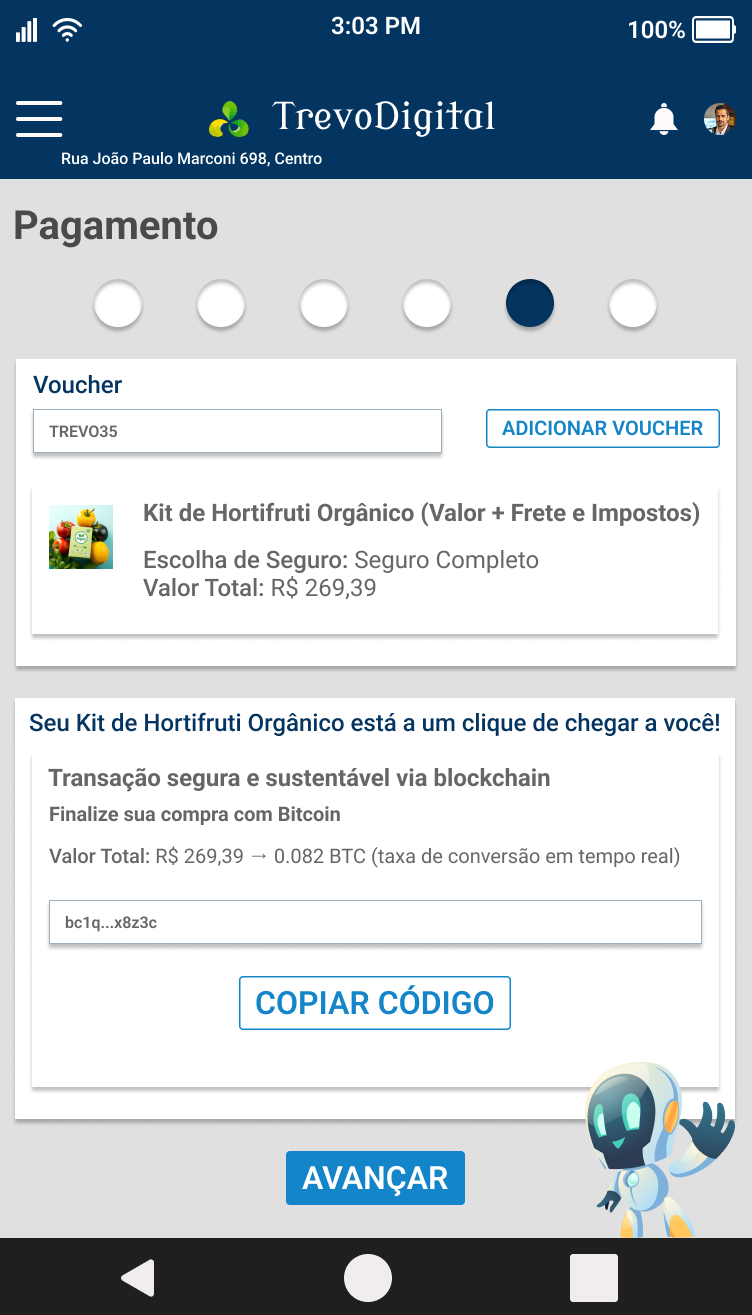 3:03 PM
100%
TrevoDigital
Rua João Paulo Marconi 698, Centro
Pagamento
Voucher
TREVO35
ADICIONAR VOUCHER
Kit de Hortifruti Orgânico (Valor + Frete e Impostos)
Escolha de Seguro: Seguro Completo
Valor Total: R$ 269,39
Seu Kit de Hortifruti Orgânico está a um clique de chegar a você!
Transação segura e sustentável via blockchain
Finalize sua compra com Bitcoin
Valor Total: R$ 269,39 → 0.082 BTC (taxa de conversão em tempo real)
bc1q...x8z3c
COPIAR CÓDIGO
AVANÇAR